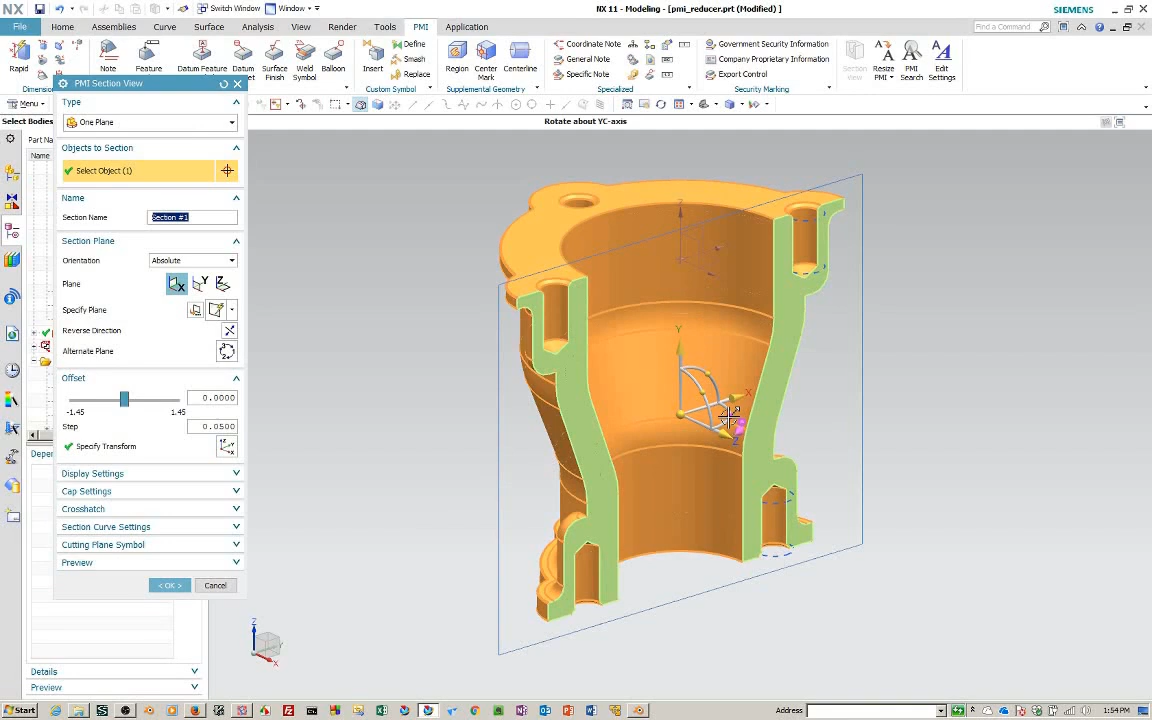 NX
Switch Window
Window
NX 11 - Modeling - [pmi_reducer.prt (Modified) ]
SIEMENS
File
Home
Assemblies
Curve
Surface
Analysis
View
Render
Tools
PMI
Application
Find a Command
Rapid
Note
Feature
Datum Feature
Datum
Surface
Finish
Weld
Symbol
Balloon
Insert
Define
Smash
Replace
Region
Center
Mark
Centerline
Coordinate Note
General Note
Specific Note
Government Security Information
Company Proprietary Information
Export Control
Section
View
Resize
PMI
PMI
Search
Edit
Settings
Custom Symbol
Supplemental Geometry
Specialized
Security Marking
Menu
Select Bodies
Rotate about YC-axis
Part Na
Name
PMI Section View
Type
One Plane
Objects to Section
Select Object (1)
Name
Section Name
Section #1
Section Plane
Orientation
Absolute
Plane
X
Y
Z
Specify Plane
Reverse Direction
Alternate Plane
Offset
0.0000
-1.45
1.45
Step
0.0500
Specify Transform
Display Settings
Cap Settings
Crosshatch
Section Curve Settings
Cutting Plane Symbol
Preview
< OK >
Cancel
Depen
Details
Preview
Z
Y
X
Z
Z
X
Start
Address
1:54 PM